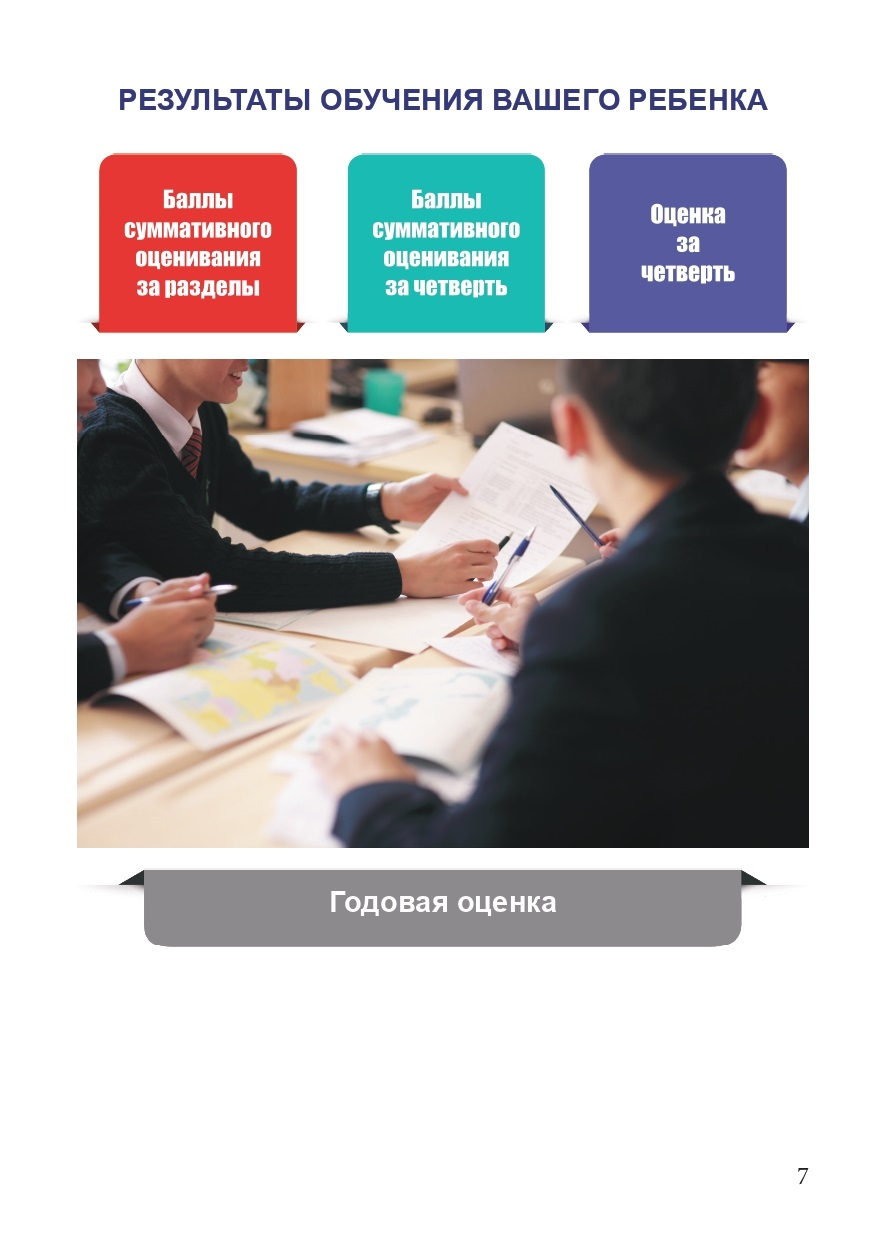 РЕЗУЛЬТАТЫ ОБУЧЕНИЯ ВАШЕГО РЕБЕНКА
Баллы
суммативного
оценивания
за разделы
Баллы
суммативного
оценивания
за четверть
Оценка
за
четверть
Годовая оценка
7